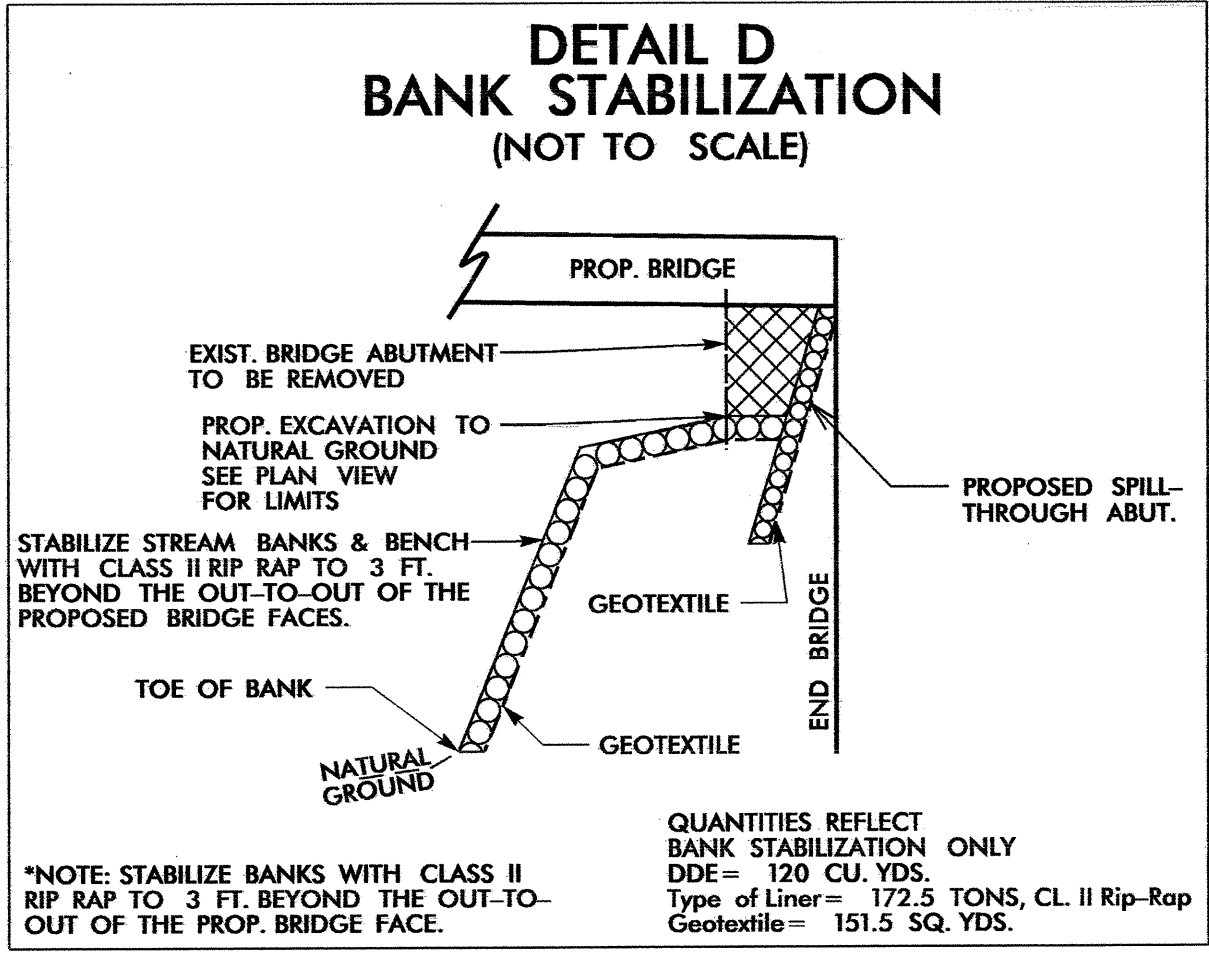 DETAIL D
BANK STABILIZATION
(NOT TO SCALE)
PROP. BRIDGE
EXIST. BRIDGE ABUTMENT
TO BE REMOVED
PROP. EXCAVATION TO
NATURAL GROUND
SEE PLAN VIEW
FOR LIMITS
PROPOSED SPILL-
THROUGH ABUT.
STABILIZE STREAM BANKS & BENCH
WITH CLASS II RIP RAP TO 3 FT.
BEYOND THE OUT-TO-OUT OF THE
PROPOSED BRIDGE FACES.
GEOTEXTILE
END BRIDGE
TOE OF BANK
GEOTEXTILE
NATURAL
GROUND
*NOTE: STABILIZE BANKS WITH CLASS II
RIP RAP TO 3 FT. BEYOND THE OUT-TO-
OUT OF THE PROP. BRIDGE FACE.
QUANTITIES REFLECT
BANK STABILIZATION ONLY
DDE= 120 CU. YDS.
Type of Liner= 172.5 TONS, CL. II Rip-Rap
Geotextile= 151.5 SQ. YDS.